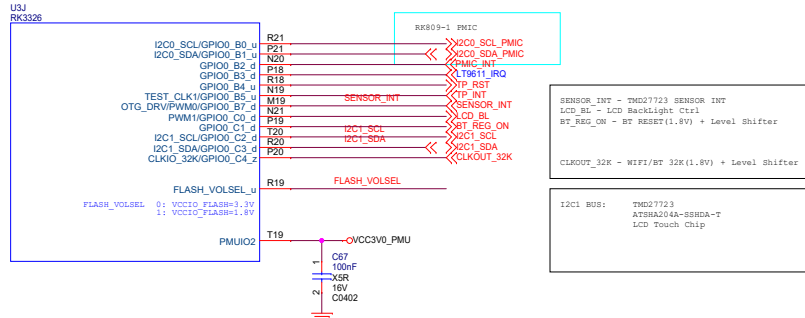 U3J
RK3326
RK809-1 PMIC
I2C0_SCL/GPIO0_B0_u R21 I2C0_SCL_PMIC
I2C0_SDA/GPIO0_B1_u P21 I2C0_SDA_PMIC
GPIO0_B2_d N20 PMIC_INT
GPIO0_B3_d P18 LT9611_IRQ
GPIO0_B4_u R18 TP_RST
TEST_CLK1/GPIO0_B5_u N19 TP_INT
OTG_DRV/PWM0/GPIO0_B7_d M19 SENSOR_INT SENSOR_INT
PWM1/GPIO0_C0_d N21 LCD_BL
GPIO0_C1_d P19 BT_REG_ON
I2C1_SCL/GPIO0_C2_d T20 I2C1_SCL I2C1_SCL
I2C1_SDA/GPIO0_C3_d R20 I2C1_SDA I2C1_SDA
CLKIO_32K/GPIO0_C4_z P20 CLKOUT_32K
FLASH_VOLSEL_u R19 FLASH_VOLSEL
FLASH_VOLSEL 0: VCCIO_FLASH=3.3V
1: VCCIO_FLASH=1.8V
PMUIO2 T19 VCC3V0_PMU
1
C67
100nF
X5R
16V
2
C0402
SENSOR_INT - TMD27723 SENSOR INT
LCD_BL - LCD BackLight Ctrl
BT_REG_ON - BT RESET(1.8V) + Level Shifter
CLKOUT_32K - WIFI/BT 32K(1.8V) + Level Shifter
I2C1 BUS: TMD27723
ATSHA204A-SSHDA-T
LCD Touch Chip